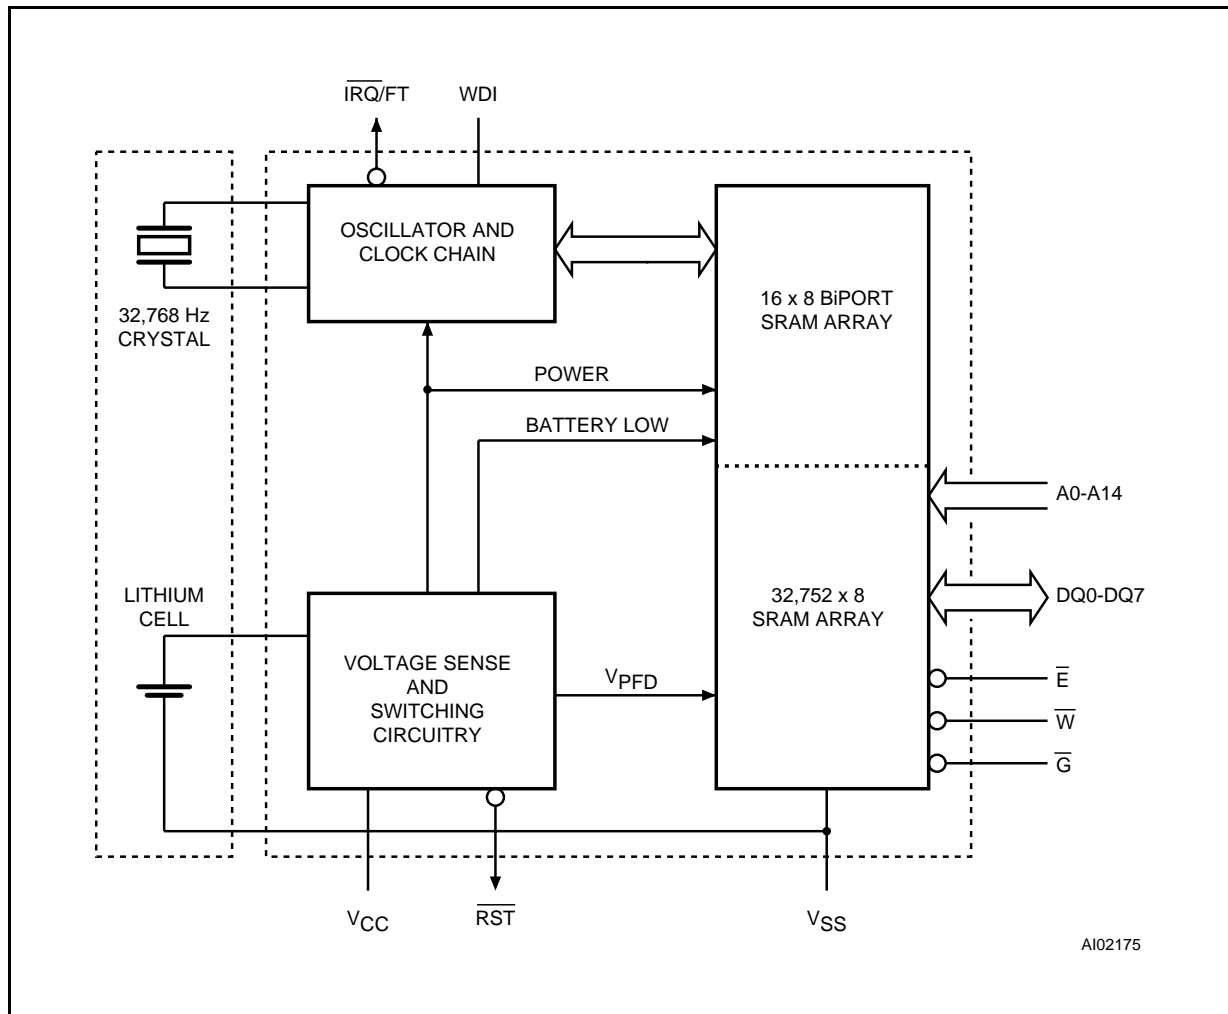 IRQ/FT WDI
OSCILLATOR AND
CLOCK CHAIN
32,768 Hz
CRYSTAL
16 x 8 BiPORT
SRAM ARRAY
POWER
BATTERY LOW
A0-A14
LITHIUM
CELL
32,752 x 8
SRAM ARRAY
DQ0-DQ7
VOLTAGE SENSE
AND
SWITCHING
CIRCUITRY
VPFD
E
W
G
VCC RST VSS
AI02175